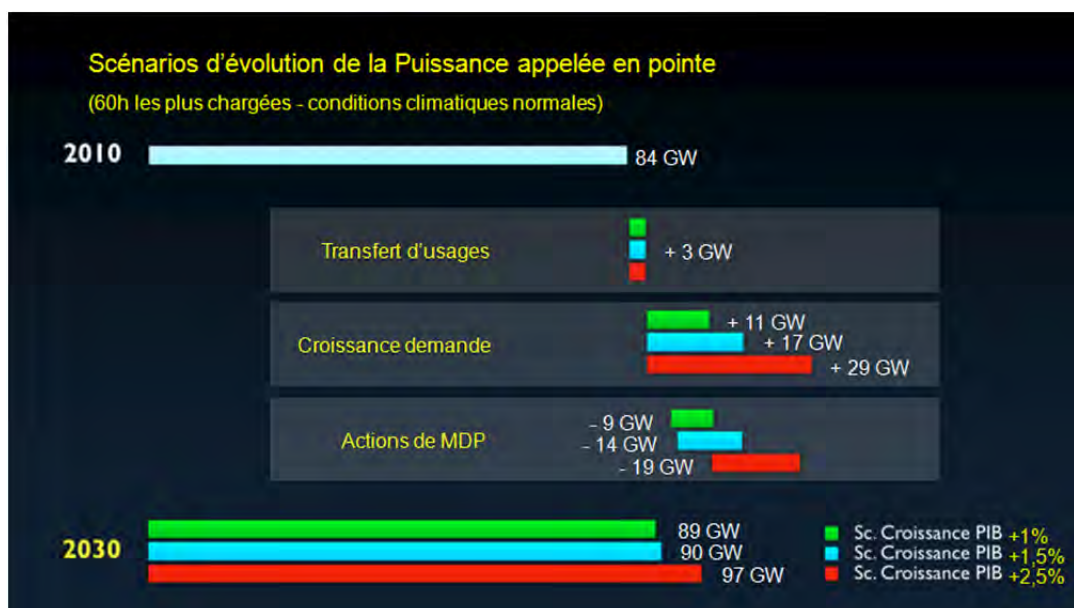 Scénarios d'évolution de la Puissance appelée en pointe
(60h les plus chargées - conditions climatiques normales)
2010
84 GW
Transfert d'usages
+ 3 GW
Croissance demande
+ 11 GW
+ 17 GW
+ 29 GW
Actions de MDP
- 9 GW
- 14 GW
- 19 GW
2030
89 GW
90 GW
97 GW
Sc. Croissance PIB +1%
Sc. Croissance PIB +1,5%
Sc. Croissance PIB +2,5%